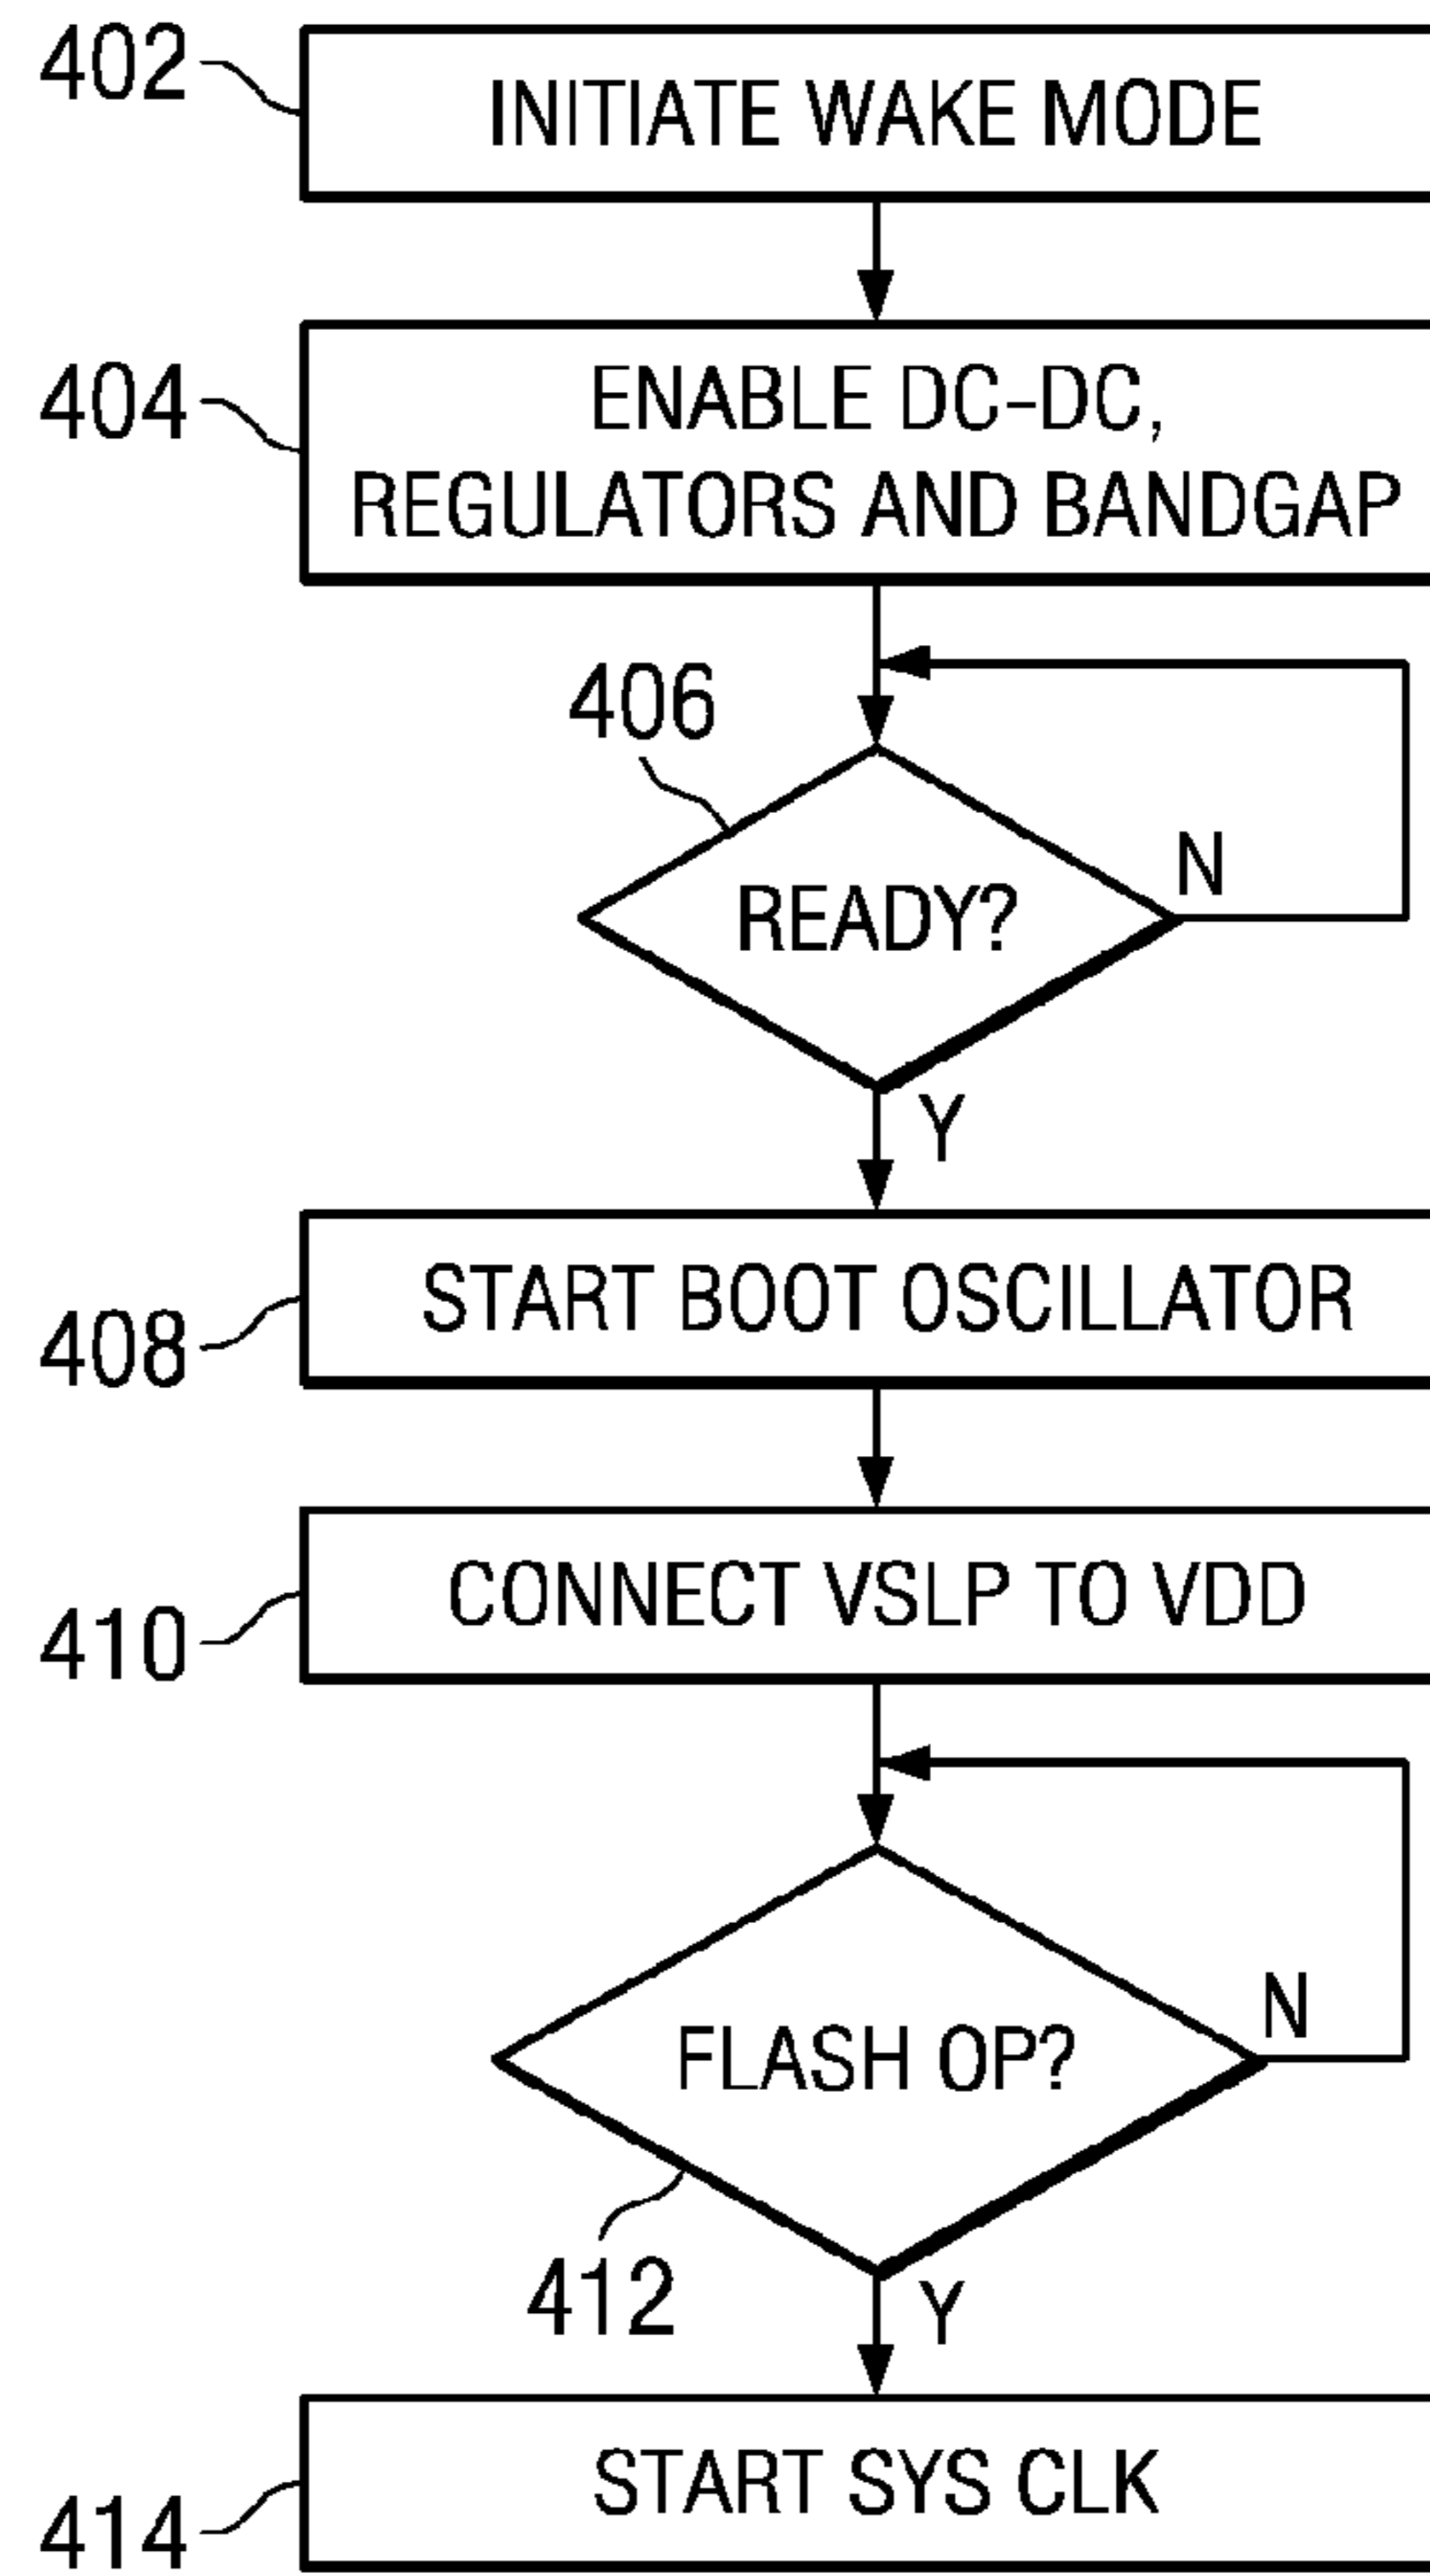 402
INITIATE WAKE MODE
404
ENABLE DC-DC,
REGULATORS AND BANDGAP
406
READY?
N
Y
408
START BOOT OSCILLATOR
410
CONNECT VSLP TO VDD
FLASH OP?
N
412
Y
414
START SYS CLK